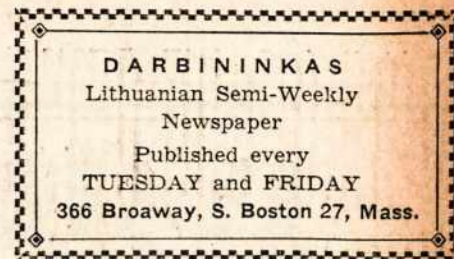 DARBININKAS
Lithuanian Semi-Weekly
Newspaper
Published every
TUESDAY and FRIDAY
366 Broaway, S. Boston 27, Mass.